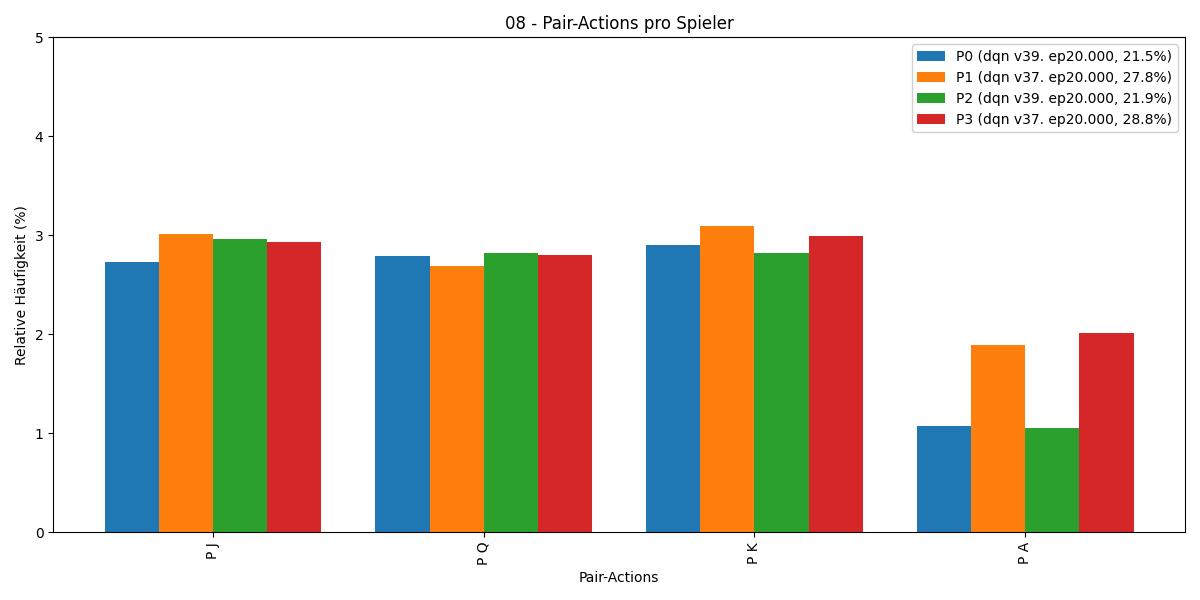 08 - Pair-Actions pro Spieler
P0 (dqn v39. ep20.000, 21.5%)
P1 (dqn v37. ep20.000, 27.8%)
P2 (dqn v39. ep20.000, 21.9%)
P3 (dqn v37. ep20.000, 28.8%)
Relative Häufigkeit (%)
5
4
3
2
1
0
P J
P Q
P K
P A
Pair-Actions